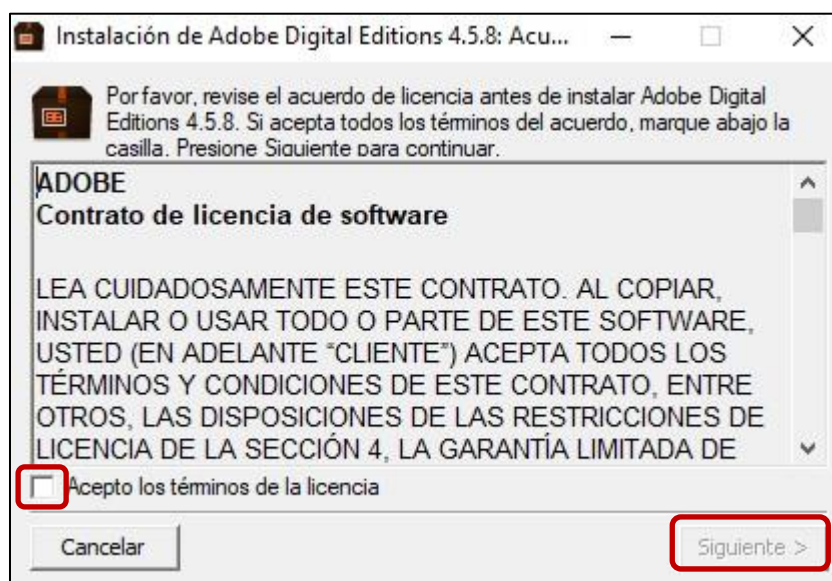 Instalación de Adobe Digital Editions 4.5.8: Acu...
Por favor, revise el acuerdo de licencia antes de instalar Adobe Digital
Editions 4.5.8. Si acepta todos los términos del acuerdo, marque abajo la
casilla. Presione Siguiente para continuar.
ADOBE
Contrato de licencia de software
LEA CUIDADOSAMENTE ESTE CONTRATO. AL COPIAR,
INSTALAR O USAR TODO O PARTE DE ESTE SOFTWARE,
USTED (EN ADELANTE “CLIENTE”) ACEPTA TODOS LOS
TÉRMINOS Y CONDICIONES DE ESTE CONTRATO, ENTRE
OTROS, LAS DISPOSICIONES DE LAS RESTRICCIONES DE
LICENCIA DE LA SECCIÓN 4, LA GARANTÍA LIMITADA DE
Acepto los términos de la licencia
Cancelar
Siguiente >